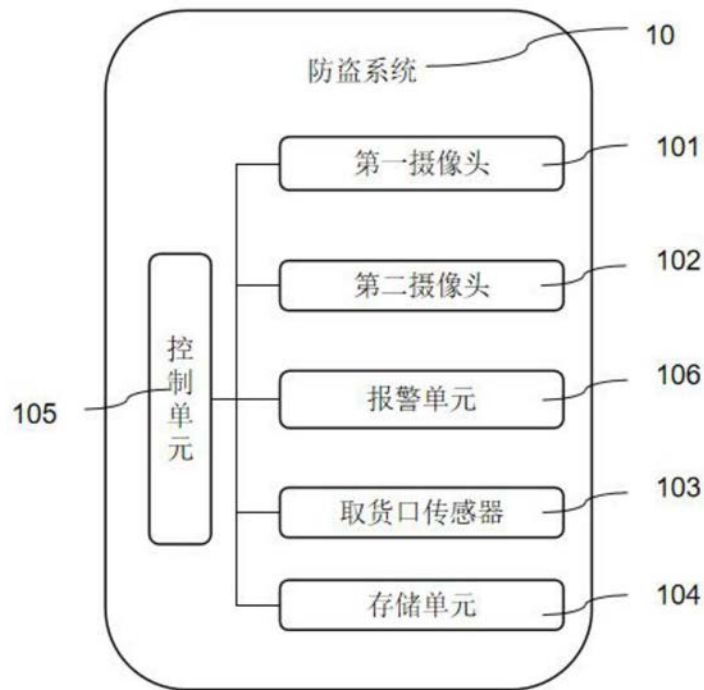 10
防盗系统
第一摄像头
101
第二摄像头
102
控制单元
105
报警单元
106
取货口传感器
103
存储单元
104